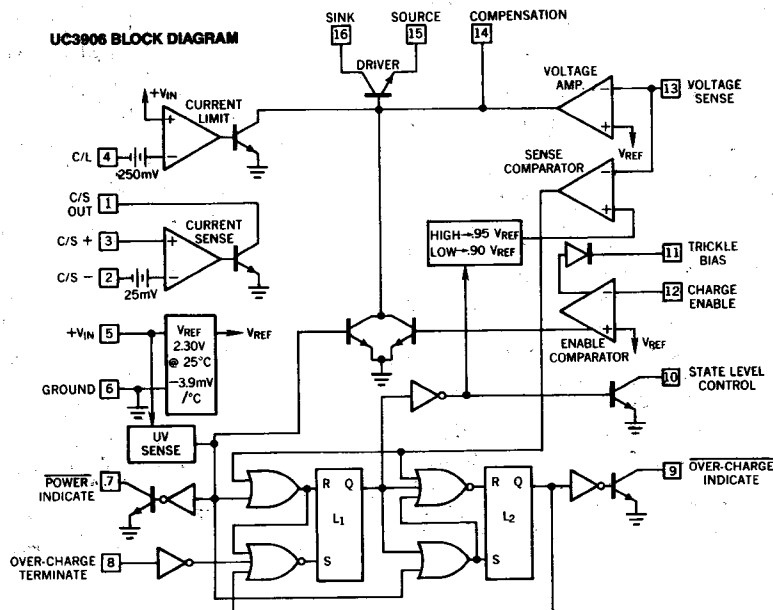 UC3906 BLOCK DIAGRAM
SINK
16
SOURCE
15
COMPENSATION
14
DRIVER
VOLTAGE
AMP.
13
VOLTAGE
SENSE
+VIN
CURRENT
LIMIT
C/L 4
250mV
VREF
SENSE
COMPARATOR
C/S
OUT
1
CURRENT
SENSE
C/S + 3
C/S - 2
25mV
HIGH→.95 VREF
LOW→.90 VREF
11
TRICKLE
BIAS
12
CHARGE
ENABLE
ENABLE
COMPARATOR
VREF
+VIN 5
VREF
2.30V
@ 25°C
−3.9mV
/°C
VREF
GROUND 6
UV
SENSE
10
STATE LEVEL
CONTROL
POWER
INDICATE
7
R Q
L1
S
R Q
L2
S
9
OVER-CHARGE
INDICATE
OVER-CHARGE
TERMINATE
8